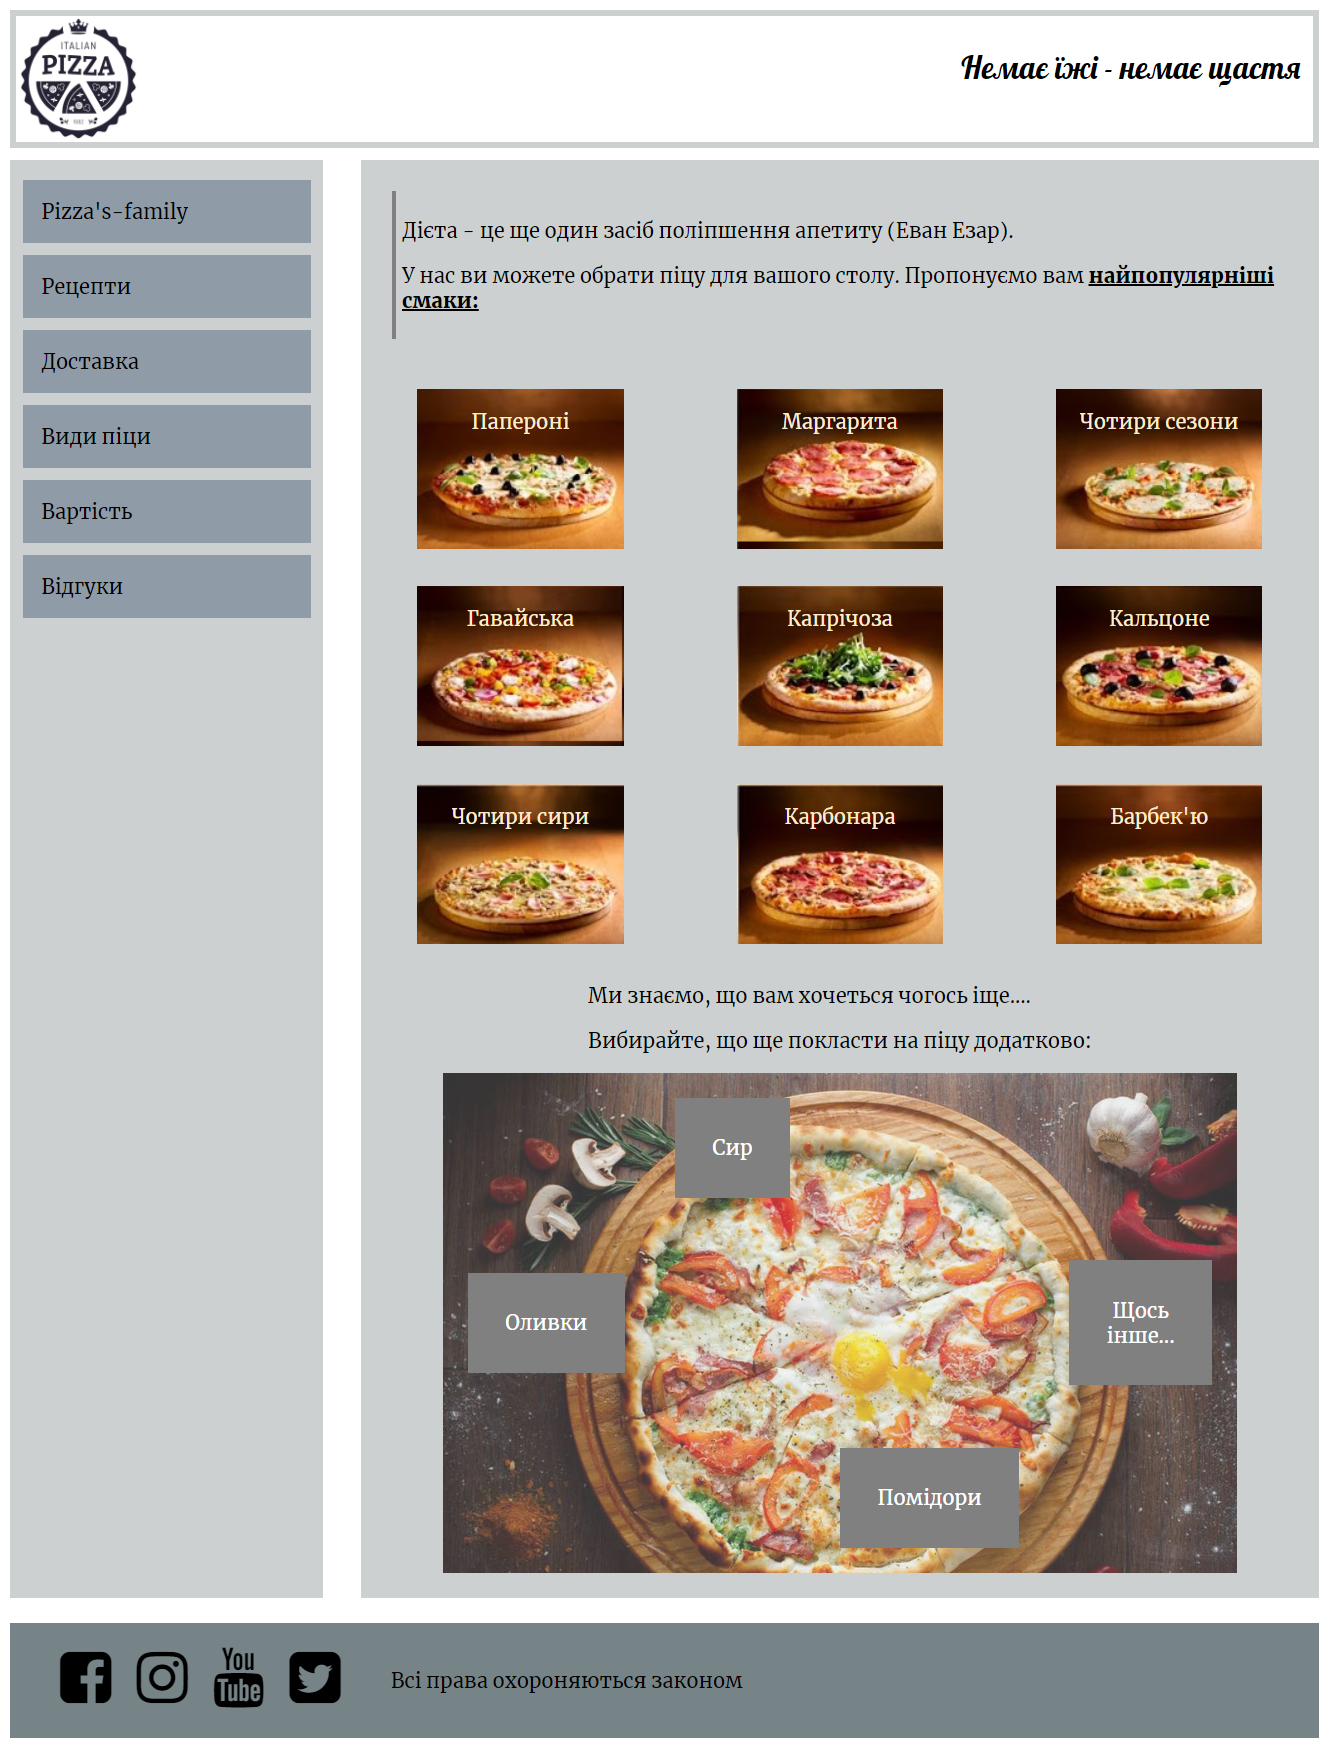 ITALIAN
PIZZA
Немає їжі - немає щастя
Pizza's-family
Рецепти
Доставка
Види піци
Вартість
Відгуки
Дієта - це ще один засіб поліпшення апетиту (Еван Езар).
У нас ви можете обрати піцу для вашого столу. Пропонуємо вам найпопулярніші
смаки:
Папероні
Маргарита
Чотири сезони
Гавайська
Капрічоза
Кальцоне
Чотири сири
Карбонара
Барбек'ю
Ми знаємо, що вам хочеться чогось іще....
Вибирайте, що ще покласти на піцу додатково:
Сир
Оливки
Щось
інше...
Помідори
You
Tube
Всі права охороняються законом